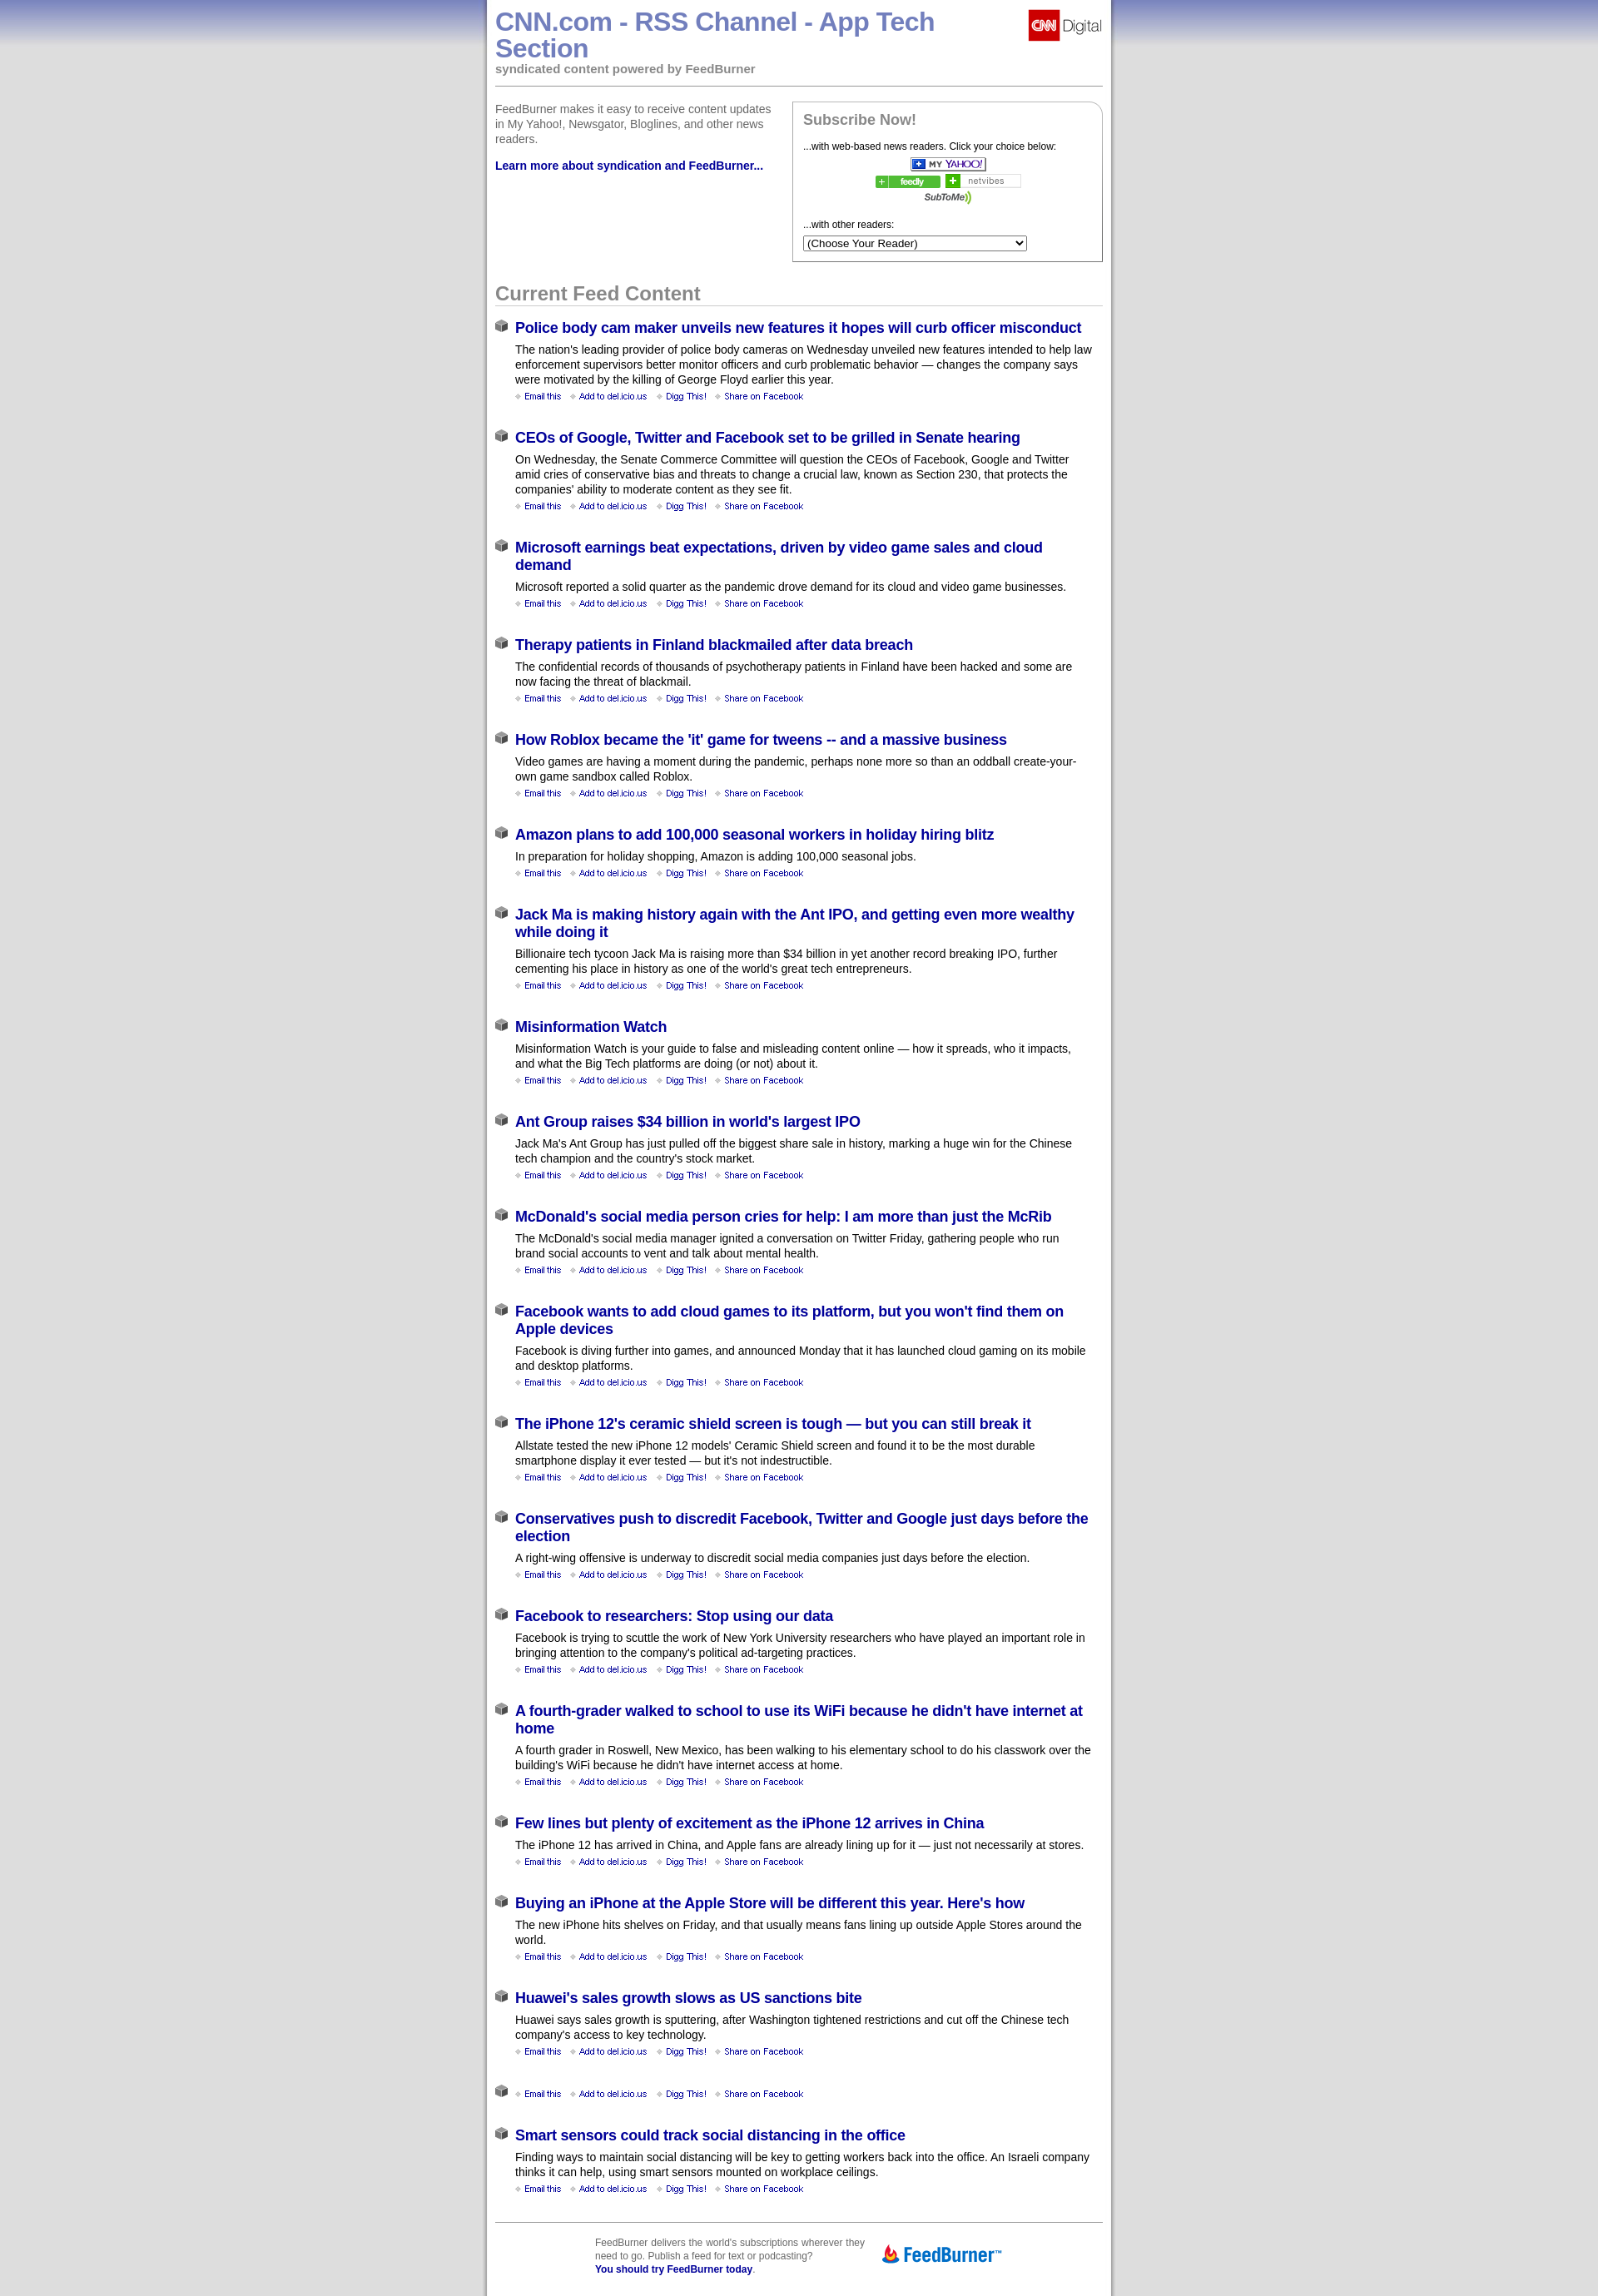 CNN.com - RSS Channel - App Tech
Section
CNN Digital
syndicated content powered by FeedBurner
FeedBurner makes it easy to receive content updates
in My Yahoo!, Newsgator, Bloglines, and other news
readers.
Learn more about syndication and FeedBurner...
Subscribe Now!
...with web-based news readers. Click your choice below:
MY YAHOO!
feedly netvibes
SubToMe
...with other readers:
(Choose Your Reader)
Current Feed Content
Police body cam maker unveils new features it hopes will curb officer misconduct
The nation's leading provider of police body cameras on Wednesday unveiled new features intended to help law
enforcement supervisors better monitor officers and curb problematic behavior — changes the company says
were motivated by the killing of George Floyd earlier this year.
Email this Add to del.icio.us Digg This! Share on Facebook
CEOs of Google, Twitter and Facebook set to be grilled in Senate hearing
On Wednesday, the Senate Commerce Committee will question the CEOs of Facebook, Google and Twitter
amid cries of conservative bias and threats to change a crucial law, known as Section 230, that protects the
companies' ability to moderate content as they see fit.
Email this Add to del.icio.us Digg This! Share on Facebook
Microsoft earnings beat expectations, driven by video game sales and cloud
demand
Microsoft reported a solid quarter as the pandemic drove demand for its cloud and video game businesses.
Email this Add to del.icio.us Digg This! Share on Facebook
Therapy patients in Finland blackmailed after data breach
The confidential records of thousands of psychotherapy patients in Finland have been hacked and some are
now facing the threat of blackmail.
Email this Add to del.icio.us Digg This! Share on Facebook
How Roblox became the 'it' game for tweens -- and a massive business
Video games are having a moment during the pandemic, perhaps none more so than an oddball create-your-
own game sandbox called Roblox.
Email this Add to del.icio.us Digg This! Share on Facebook
Amazon plans to add 100,000 seasonal workers in holiday hiring blitz
In preparation for holiday shopping, Amazon is adding 100,000 seasonal jobs.
Email this Add to del.icio.us Digg This! Share on Facebook
Jack Ma is making history again with the Ant IPO, and getting even more wealthy
while doing it
Billionaire tech tycoon Jack Ma is raising more than $34 billion in yet another record breaking IPO, further
cementing his place in history as one of the world's great tech entrepreneurs.
Email this Add to del.icio.us Digg This! Share on Facebook
Misinformation Watch
Misinformation Watch is your guide to false and misleading content online — how it spreads, who it impacts,
and what the Big Tech platforms are doing (or not) about it.
Email this Add to del.icio.us Digg This! Share on Facebook
Ant Group raises $34 billion in world's largest IPO
Jack Ma's Ant Group has just pulled off the biggest share sale in history, marking a huge win for the Chinese
tech champion and the country's stock market.
Email this Add to del.icio.us Digg This! Share on Facebook
McDonald's social media person cries for help: I am more than just the McRib
The McDonald's social media manager ignited a conversation on Twitter Friday, gathering people who run
brand social accounts to vent and talk about mental health.
Email this Add to del.icio.us Digg This! Share on Facebook
Facebook wants to add cloud games to its platform, but you won't find them on
Apple devices
Facebook is diving further into games, and announced Monday that it has launched cloud gaming on its mobile
and desktop platforms.
Email this Add to del.icio.us Digg This! Share on Facebook
The iPhone 12's ceramic shield screen is tough — but you can still break it
Allstate tested the new iPhone 12 models' Ceramic Shield screen and found it to be the most durable
smartphone display it ever tested — but it's not indestructible.
Email this Add to del.icio.us Digg This! Share on Facebook
Conservatives push to discredit Facebook, Twitter and Google just days before the
election
A right-wing offensive is underway to discredit social media companies just days before the election.
Email this Add to del.icio.us Digg This! Share on Facebook
Facebook to researchers: Stop using our data
Facebook is trying to scuttle the work of New York University researchers who have played an important role in
bringing attention to the company's political ad-targeting practices.
Email this Add to del.icio.us Digg This! Share on Facebook
A fourth-grader walked to school to use its WiFi because he didn't have internet at
home
A fourth grader in Roswell, New Mexico, has been walking to his elementary school to do his classwork over the
building's WiFi because he didn't have internet access at home.
Email this Add to del.icio.us Digg This! Share on Facebook
Few lines but plenty of excitement as the iPhone 12 arrives in China
The iPhone 12 has arrived in China, and Apple fans are already lining up for it — just not necessarily at stores.
Email this Add to del.icio.us Digg This! Share on Facebook
Buying an iPhone at the Apple Store will be different this year. Here's how
The new iPhone hits shelves on Friday, and that usually means fans lining up outside Apple Stores around the
world.
Email this Add to del.icio.us Digg This! Share on Facebook
Huawei's sales growth slows as US sanctions bite
Huawei says sales growth is sputtering, after Washington tightened restrictions and cut off the Chinese tech
company's access to key technology.
Email this Add to del.icio.us Digg This! Share on Facebook
Email this Add to del.icio.us Digg This! Share on Facebook
Smart sensors could track social distancing in the office
Finding ways to maintain social distancing will be key to getting workers back into the office. An Israeli company
thinks it can help, using smart sensors mounted on workplace ceilings.
Email this Add to del.icio.us Digg This! Share on Facebook
FeedBurner delivers the world's subscriptions wherever they
need to go. Publish a feed for text or podcasting?
You should try FeedBurner today.
FeedBurner™